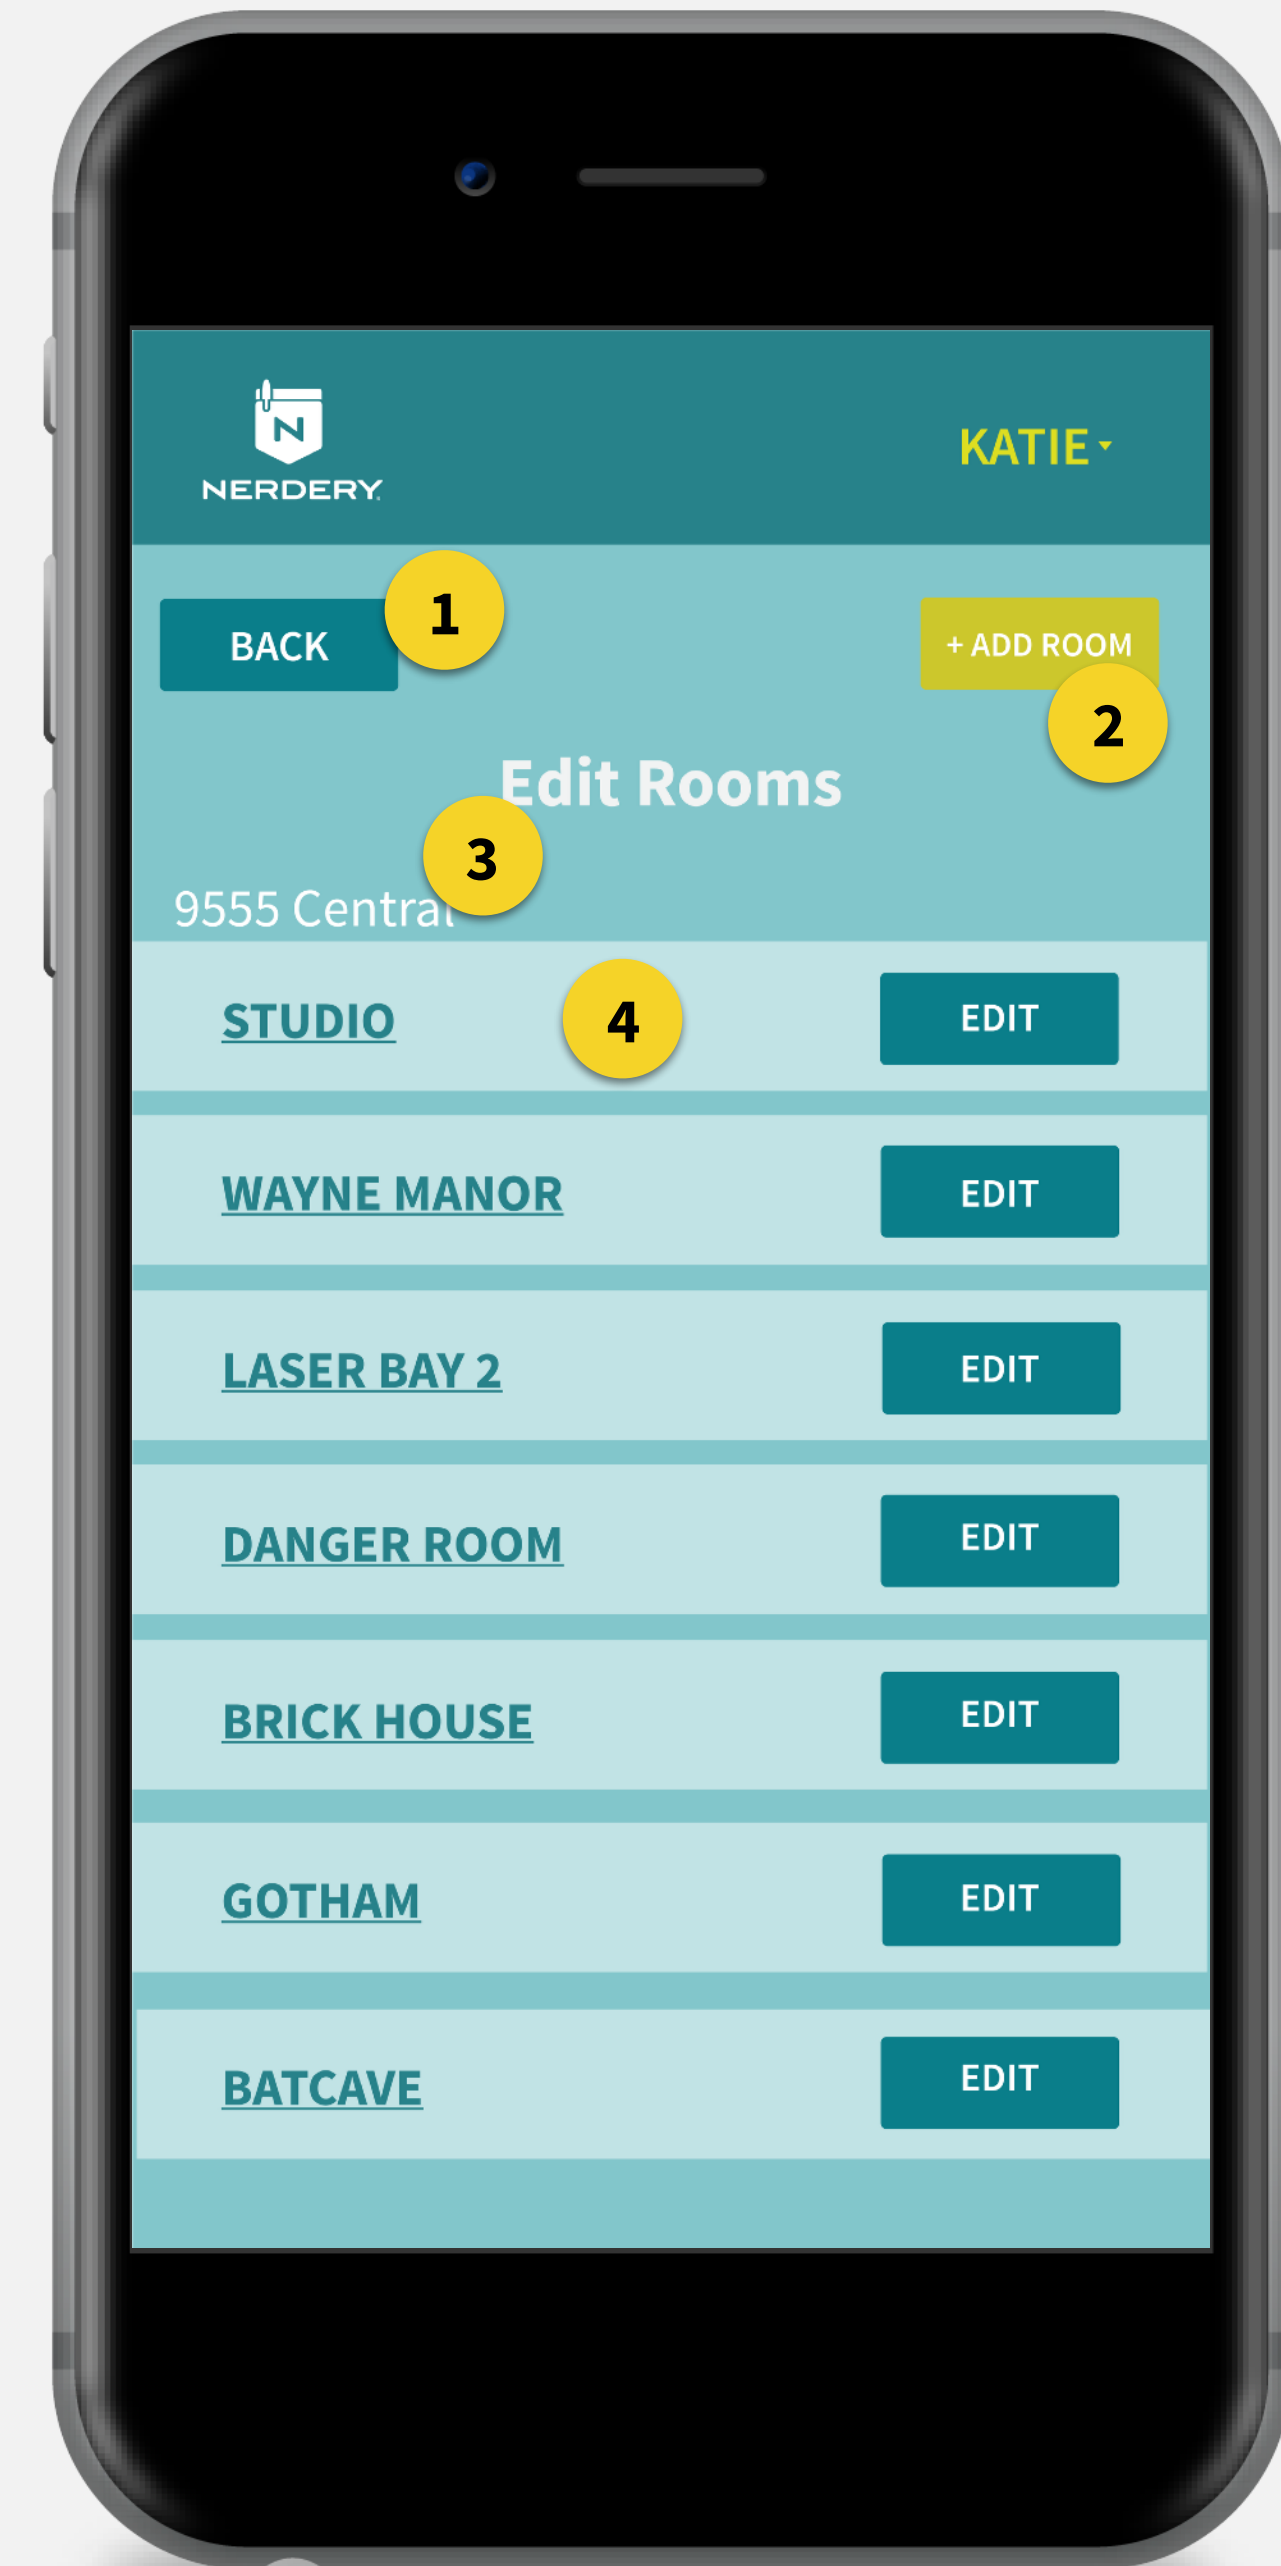 N
NERDERY
KATIE
1
BACK
+ ADD ROOM
2
Edit Rooms
3
9555 Central
4
STUDIO EDIT
WAYNE MANOR EDIT
LASER BAY 2 EDIT
DANGER ROOM EDIT
BRICK HOUSE EDIT
GOTHAM EDIT
BATCAVE EDIT